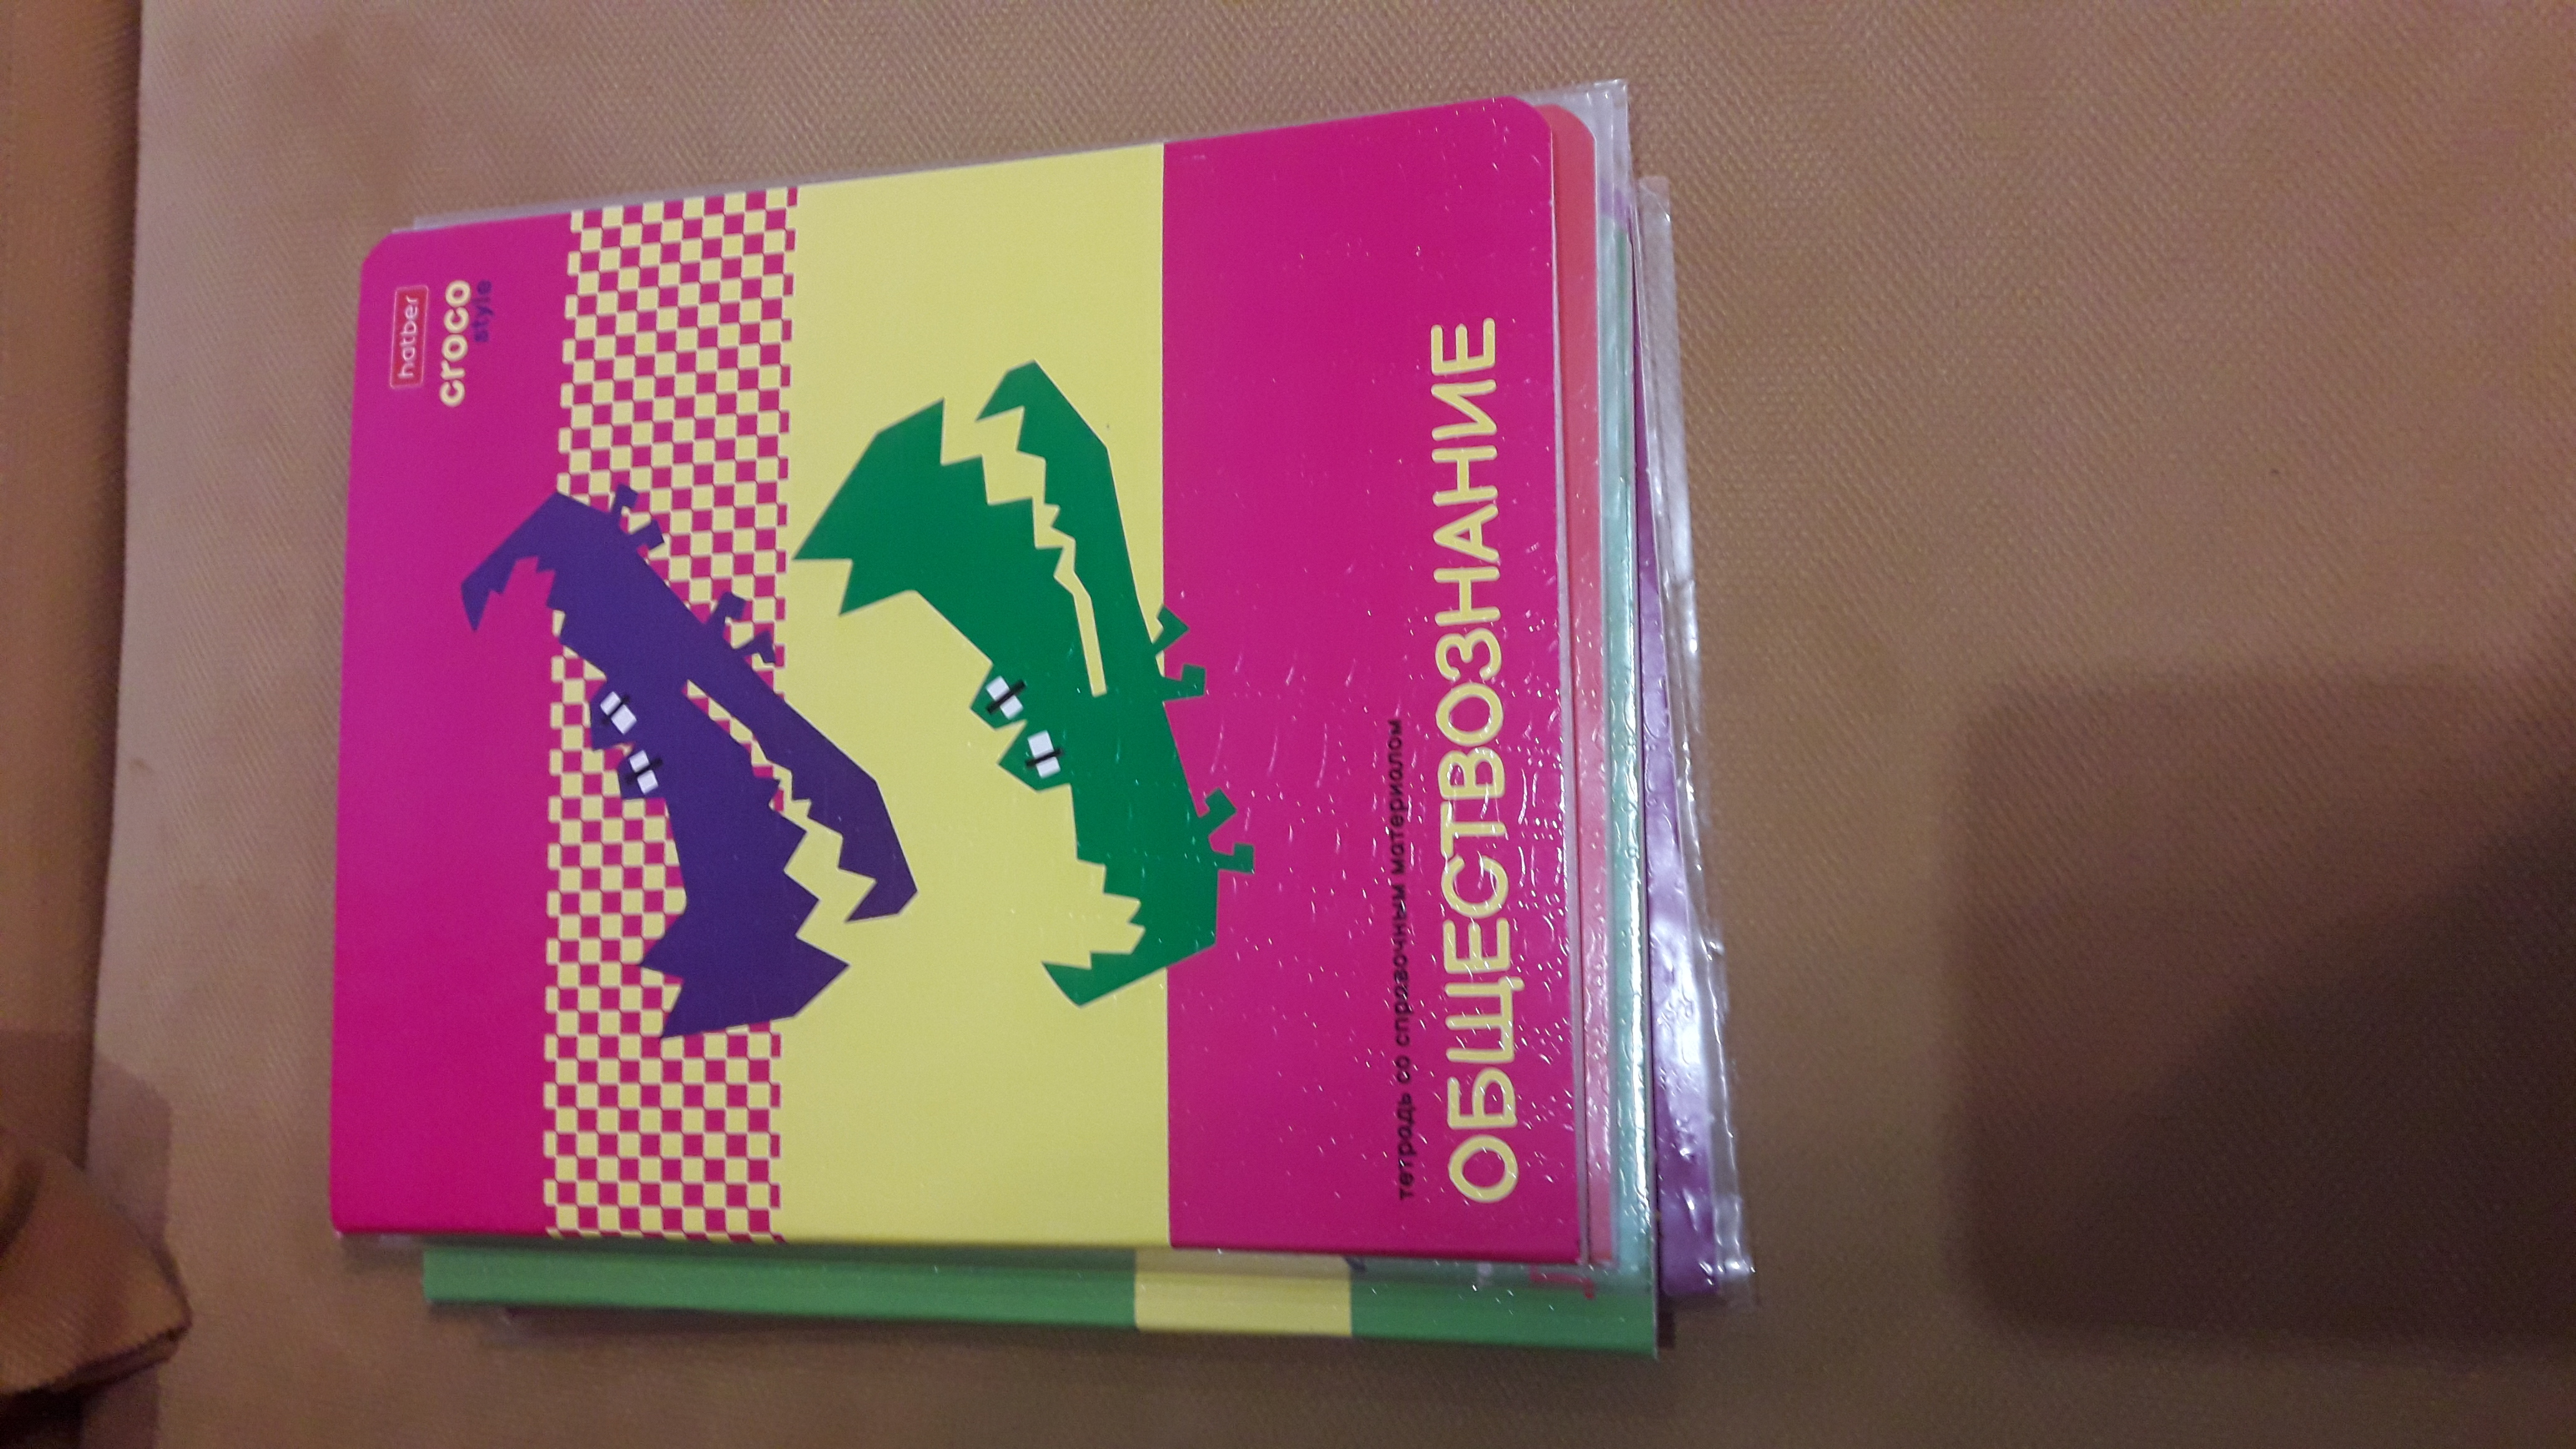 hatber
croco
style
тетрадь со справочным материалом
ОБЩЕСТВОЗНАНИЕ